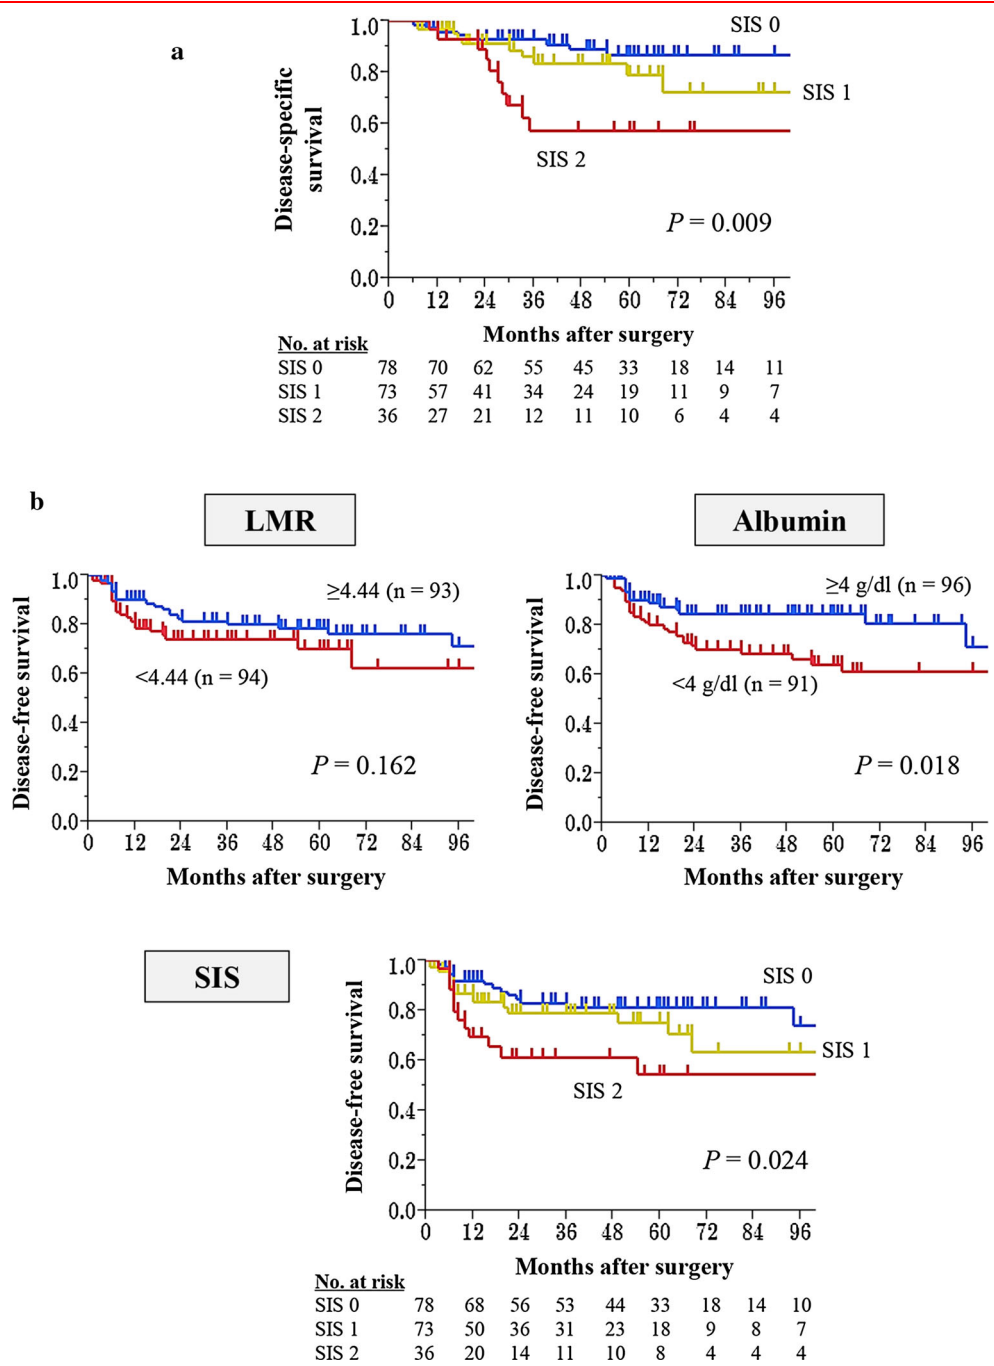 a
Disease-specific
survival
1.0
0.8
0.6
0.4
0.2
0.0
SIS 0
SIS 1
SIS 2
P = 0.009
0 12 24 36 48 60 72 84 96
Months after surgery
No. at risk
SIS 0 78 70 62 55 45 33 18 14 11
SIS 1 73 57 41 34 24 19 11 9 7
SIS 2 36 27 21 12 11 10 6 4 4
b
LMR
Disease-free survival
1.0
0.8
0.6
0.4
0.2
0.0
≥4.44 (n = 93)
<4.44 (n = 94)
P = 0.162
0 12 24 36 48 60 72 84 96
Months after surgery
Albumin
Disease-free survival
1.0
0.8
0.6
0.4
0.2
0.0
≥4 g/dl (n = 96)
<4 g/dl (n = 91)
P = 0.018
0 12 24 36 48 60 72 84 96
Months after surgery
SIS
Disease-free survival
1.0
0.8
0.6
0.4
0.2
0.0
SIS 0
SIS 1
SIS 2
P = 0.024
0 12 24 36 48 60 72 84 96
Months after surgery
No. at risk
SIS 0 78 68 56 53 44 33 18 14 10
SIS 1 73 50 36 31 23 18 9 8 7
SIS 2 36 20 14 11 10 8 4 4 4